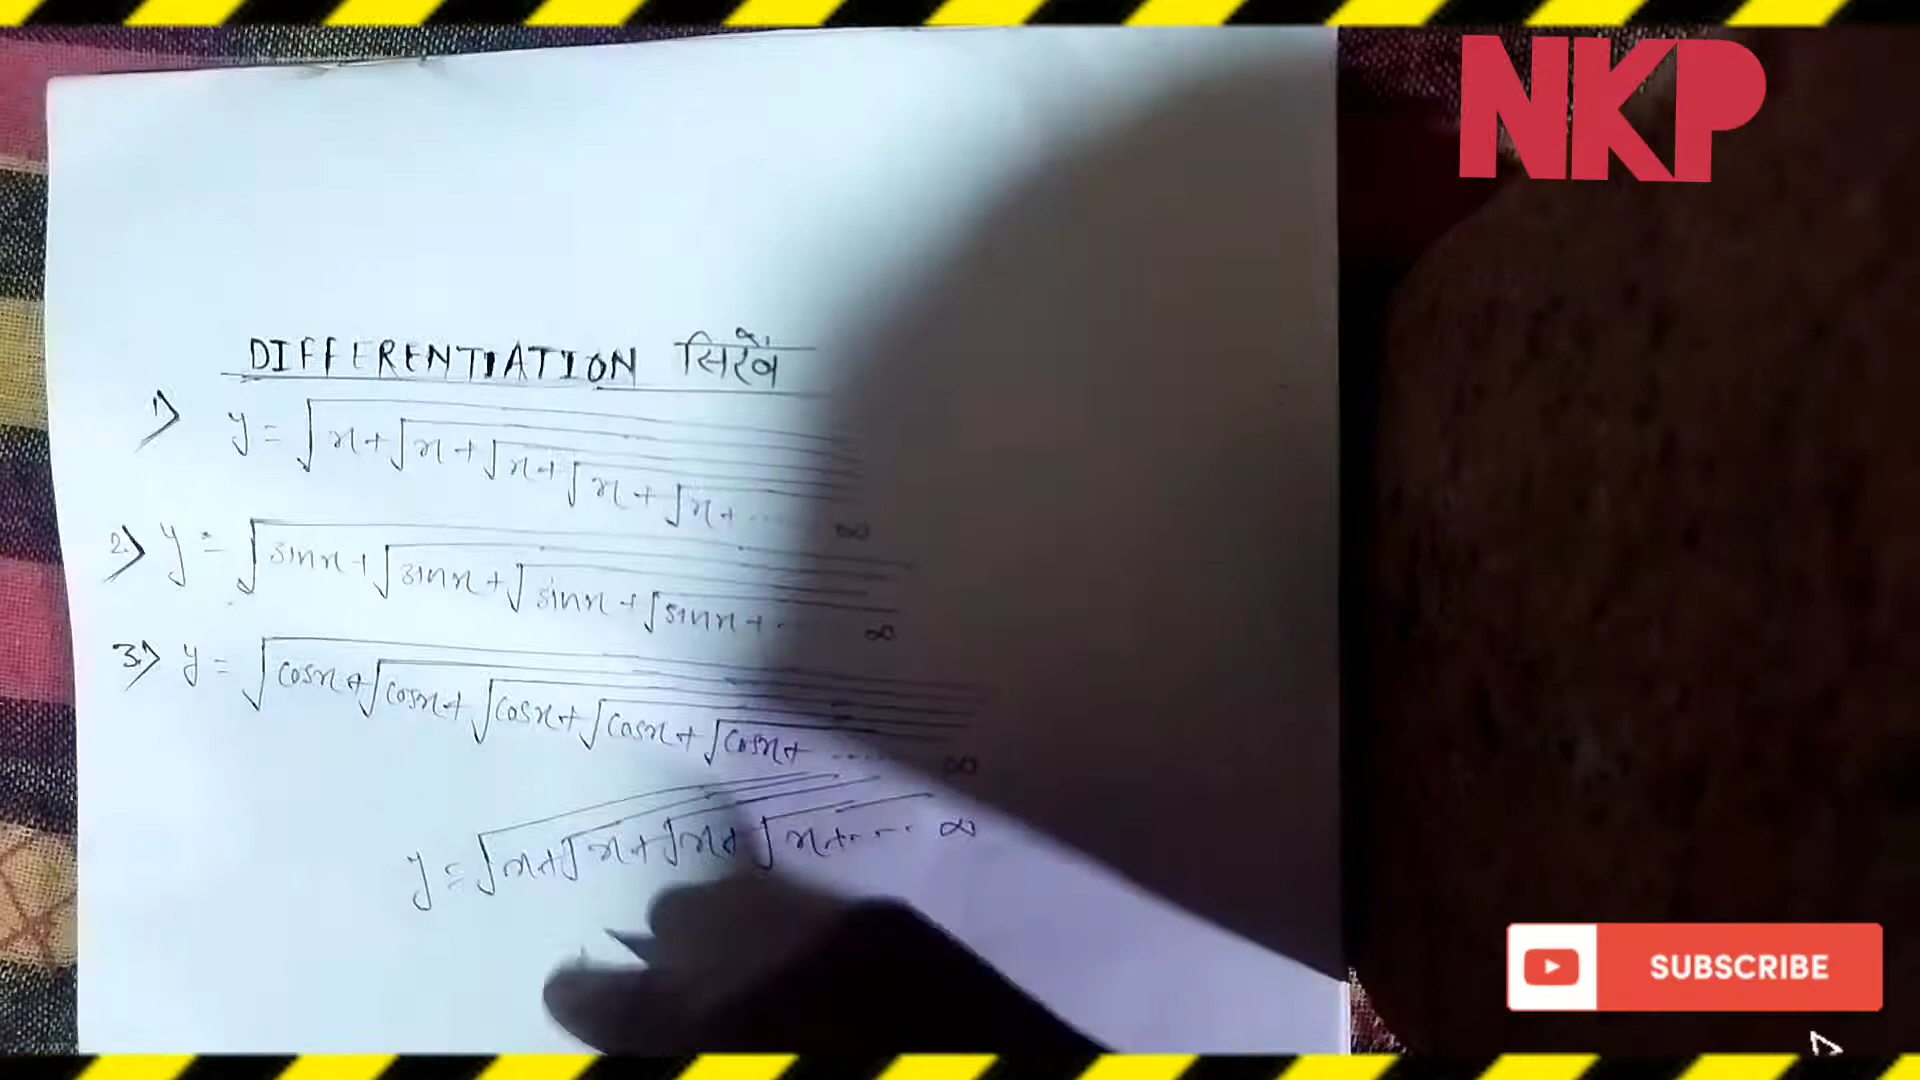 NKP
DIFFERENTIATION सिखें
1) y = √x+√x+√x+√x+√x+... ∞
2.) y = √sinx+√sinx+√sinx+√sinx+... ∞
3.) y = √cosx+√cosx+√cosx+√cosx+√cosx+..... ∞
y = √x+√x+√x+√x+.... ∞
SUBSCRIBE